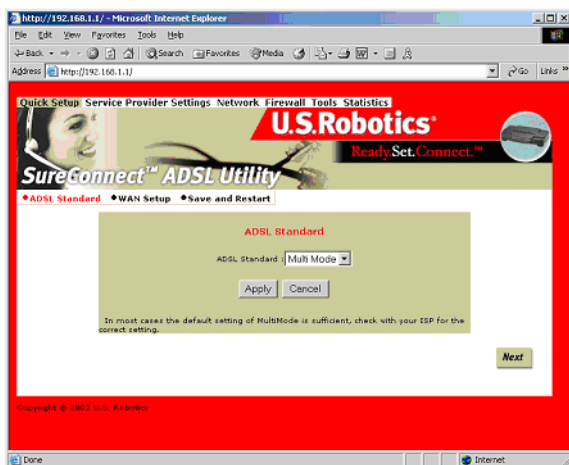 http://192.168.1.1/ - Microsoft Internet Explorer
File Edit View Favorites Tools Help
Back Search Favorites Media
Address http://192.168.1.1/ Go Links »
Quick Setup Service Provider Settings Network Firewall Tools Statistics
U.S.Robotics®
Ready.Set.Connect.™
SureConnect™ ADSL Utility
ADSL Standard WAN Setup Save and Restart
ADSL Standard
ADSL Standard : Multi Mode
Apply Cancel
In most cases the default setting of MultiMode is sufficient, check with your ISP for the
correct setting.
Next
Copyright © 2002 U.S. Robotics
Done Internet